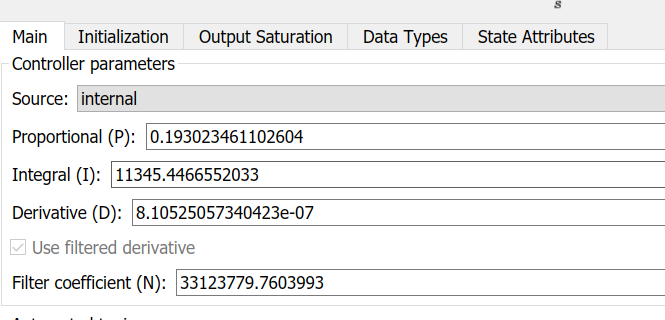 s
Main Initialization Output Saturation Data Types State Attributes
Controller parameters
Source: internal
Proportional (P): 0.193023461102604
Integral (I): 11345.4466552033
Derivative (D): 8.10525057340423e-07
Use filtered derivative
Filter coefficient (N): 33123779.7603993